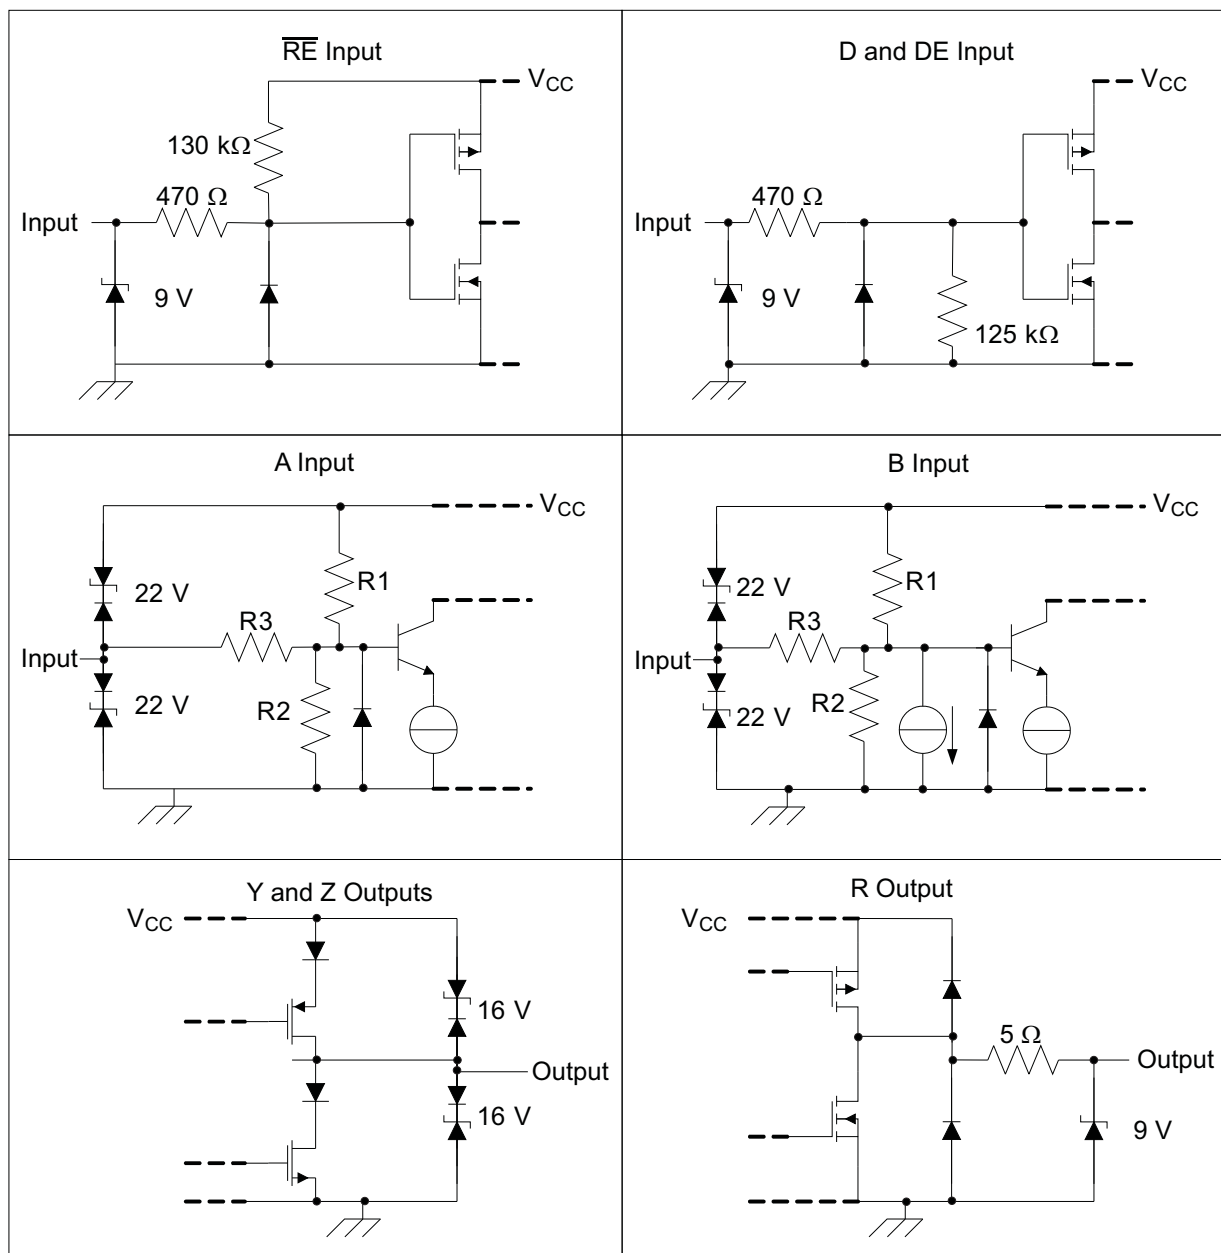 R̅E̅ Input
VCC
130 kΩ
470 Ω
Input
9 V
D and DE Input
VCC
470 Ω
Input
9 V
125 kΩ
A Input
VCC
22 V
R1
R3
Input
22 V
R2
B Input
VCC
22 V
R1
R3
Input
22 V
R2
Y and Z Outputs
VCC
16 V
Output
16 V
R Output
VCC
5 Ω
Output
9 V